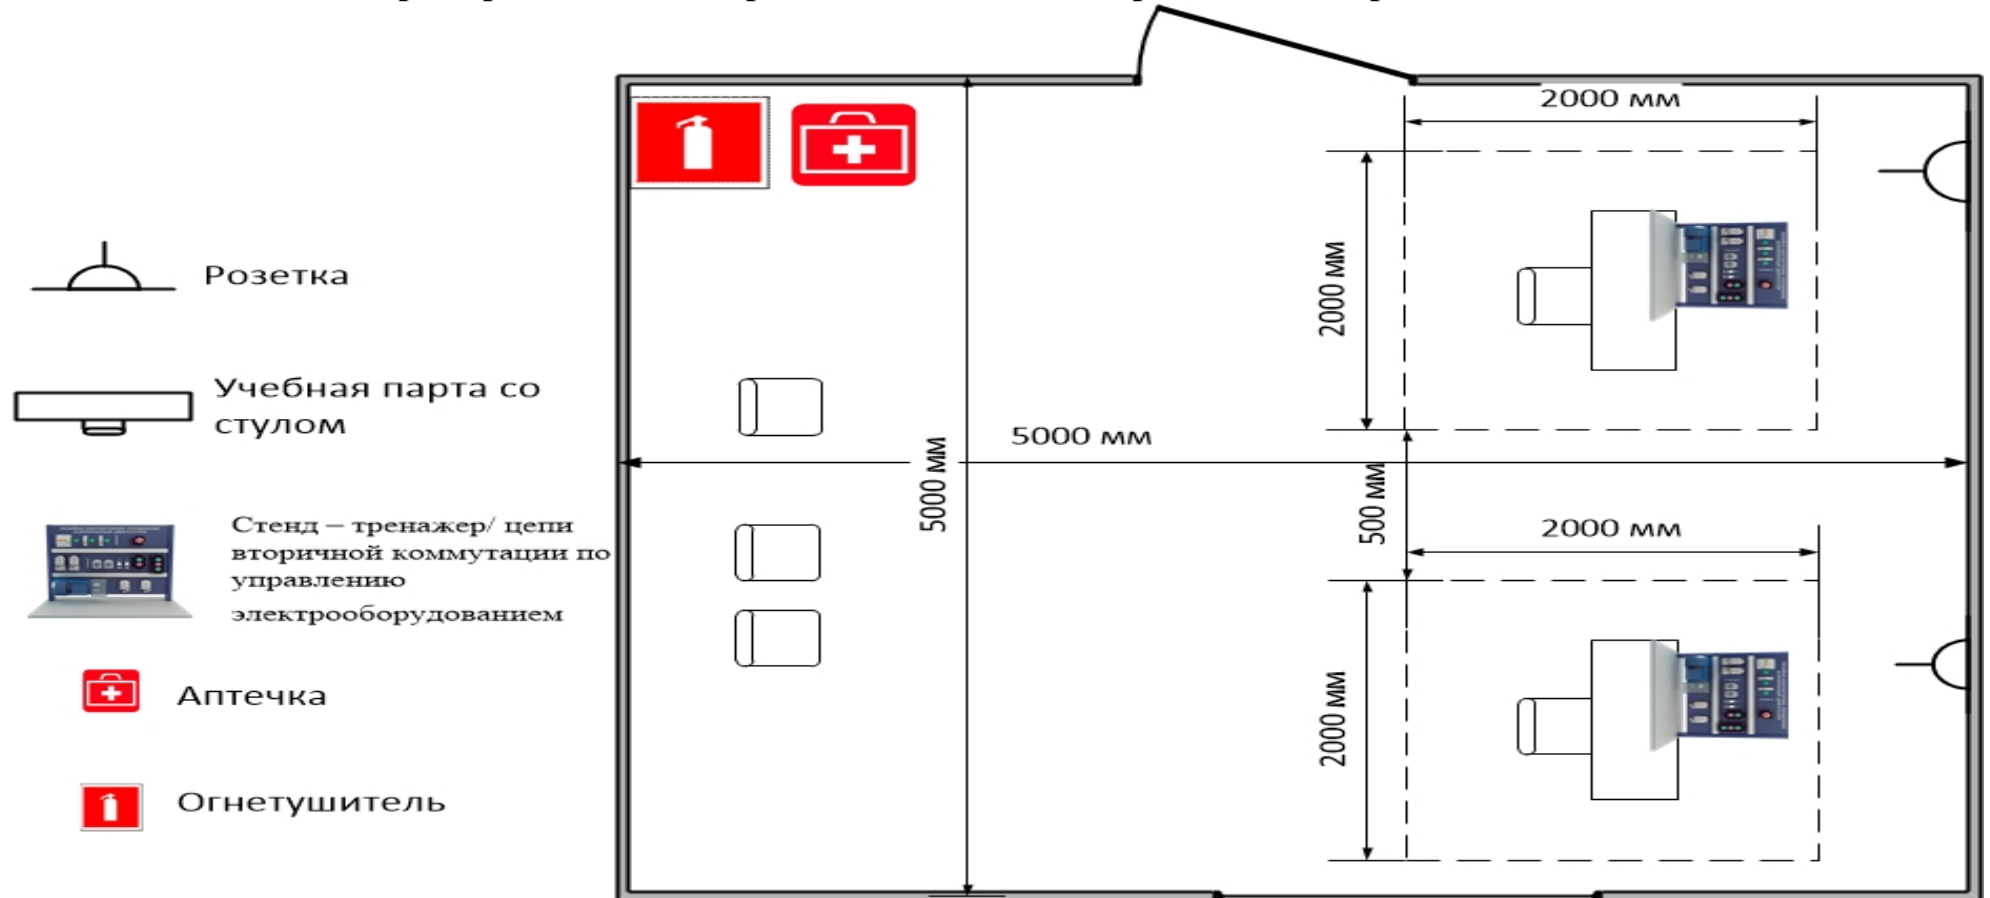 2000 мм
2000 мм
Розетка
Учебная парта со
стулом
5000 мм
5000 мм
500 мм
2000 мм
Стенд – тренажер/ цепи
вторичной коммутации по
управлению
электрооборудованием
2000 мм
Аптечка
Огнетушитель